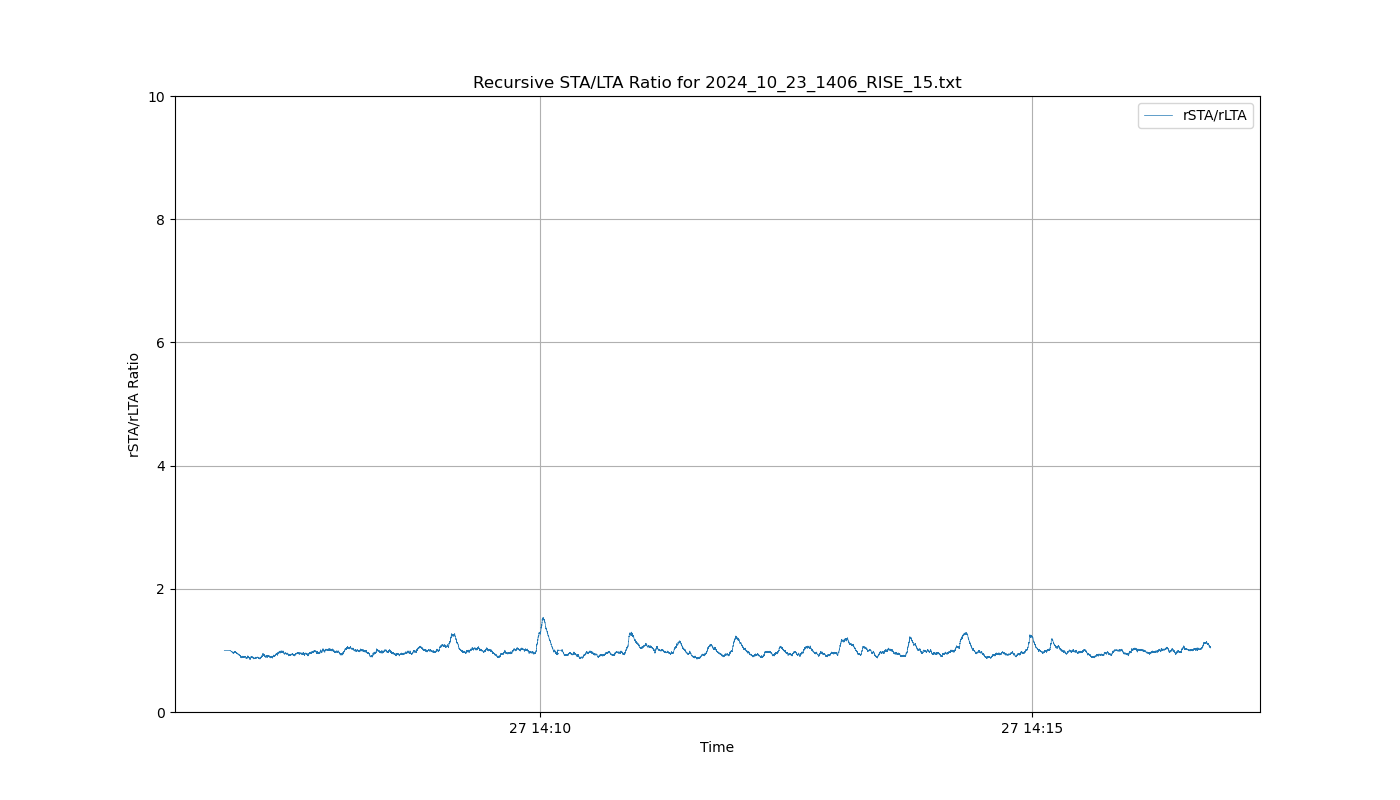 Recursive STA/LTA Ratio for 2024_10_23_1406_RISE_15.txt
rSTA/rLTA
10
8
6
4
2
0
rSTA/rLTA Ratio
27 14:10
27 14:15
Time